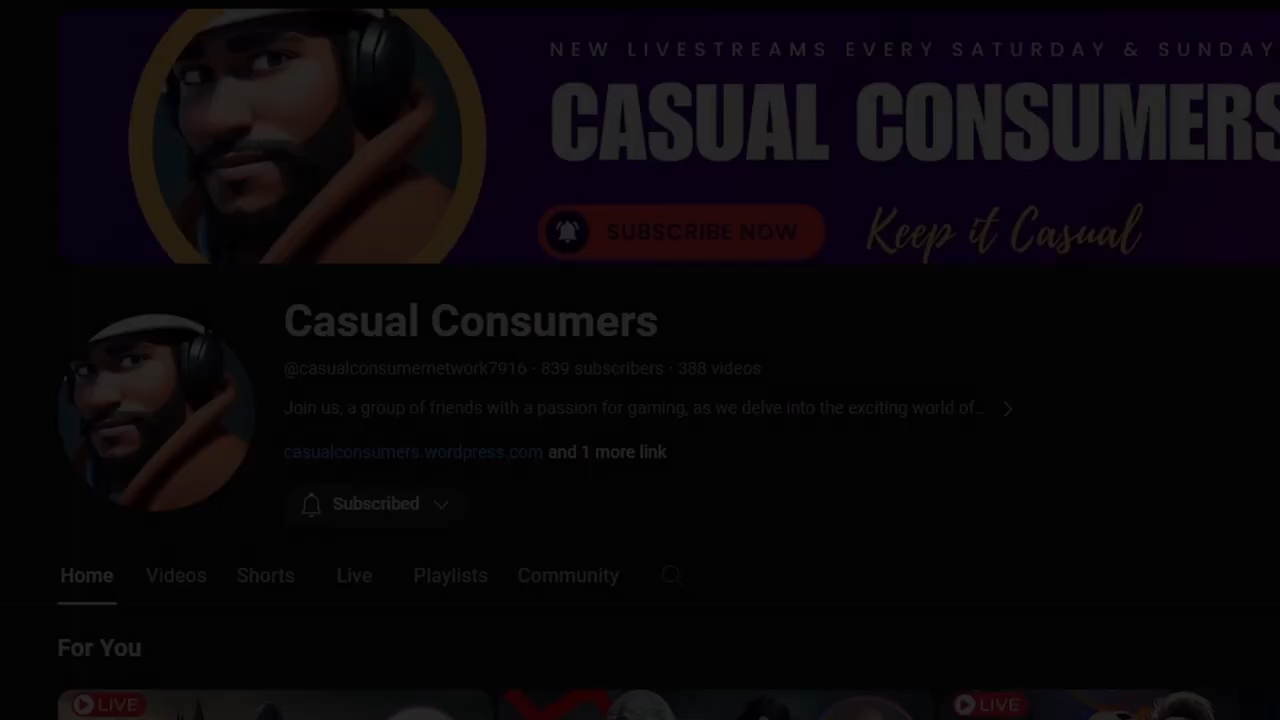 NEW LIVESTREAMS EVERY SATURDAY & SUNDAY
CASUAL CONSUMERS
SUBSCRIBE NOW
Keep it Casual
Casual Consumers
@casualconsumernetwork7916 · 839 subscribers · 388 videos
Join us, a group of friends with a passion for gaming, as we delve into the exciting world of...
casualconsumers.wordpress.com and 1 more link
Subscribed
Home Videos Shorts Live Playlists Community
For You
LIVE LIVE